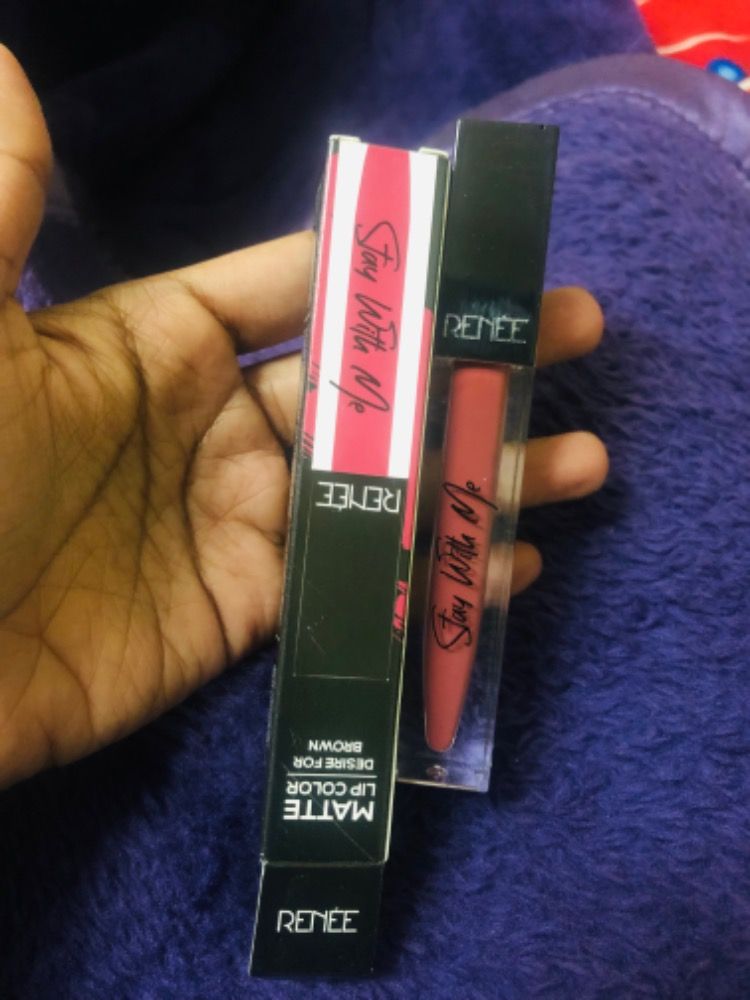 Stay With Me
RENÉE
MATTE
LIP COLOR
DESIRE FOR
BROWN
RENÉE
RENÉE
Stay With Me